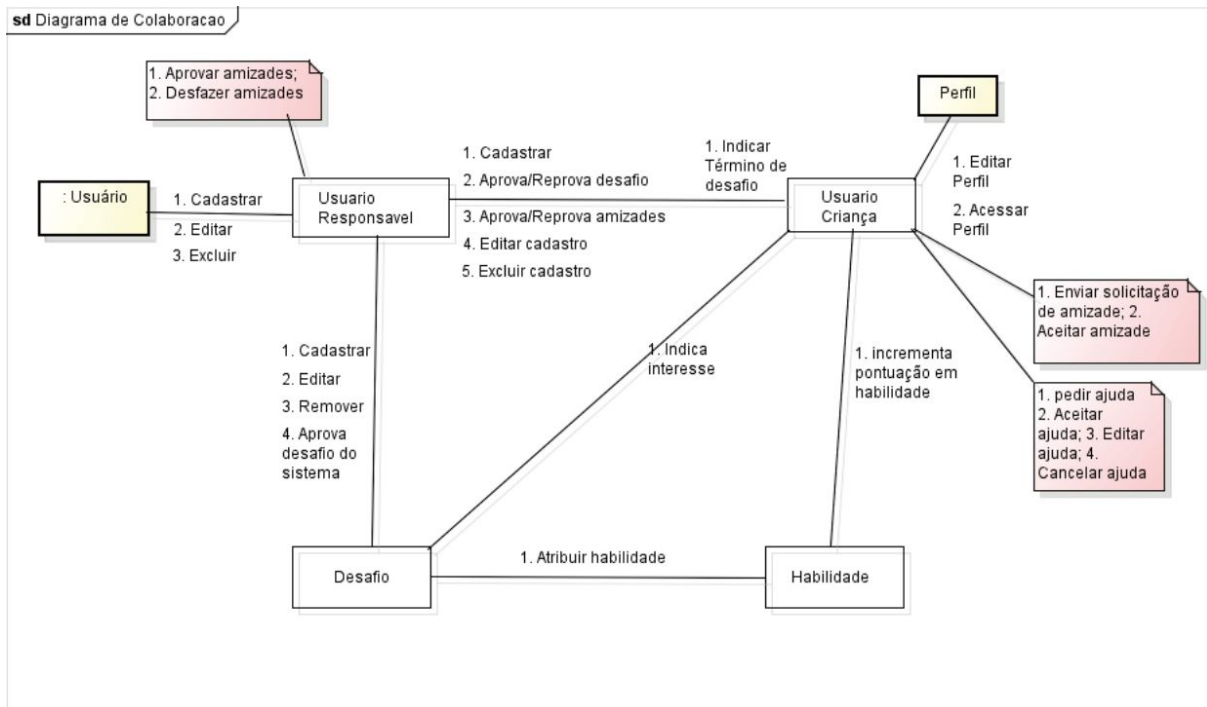 sd Diagrama de Colaboracao
1. Aprovar amizades;
2. Desfazer amizades
Perfil
1. Editar
Perfil
2. Acessar
Perfil
: Usuário
1. Cadastrar
2. Editar
3. Excluir
Usuario
Responsavel
1. Cadastrar
2. Aprova/Reprova desafio
3. Aprova/Reprova amizades
4. Editar cadastro
5. Excluir cadastro
1. Indicar
Término de
desafio
Usuario
Criança
1. Enviar solicitação
de amizade; 2.
Aceitar amizade
1. pedir ajuda
2. Aceitar
ajuda; 3. Editar
ajuda; 4.
Cancelar ajuda
1. Cadastrar
2. Editar
3. Remover
4. Aprova
desafio do
sistema
1. Indica
interesse
1. incrementa
pontuação em
habilidade
Desafio
1. Atribuir habilidade
Habilidade